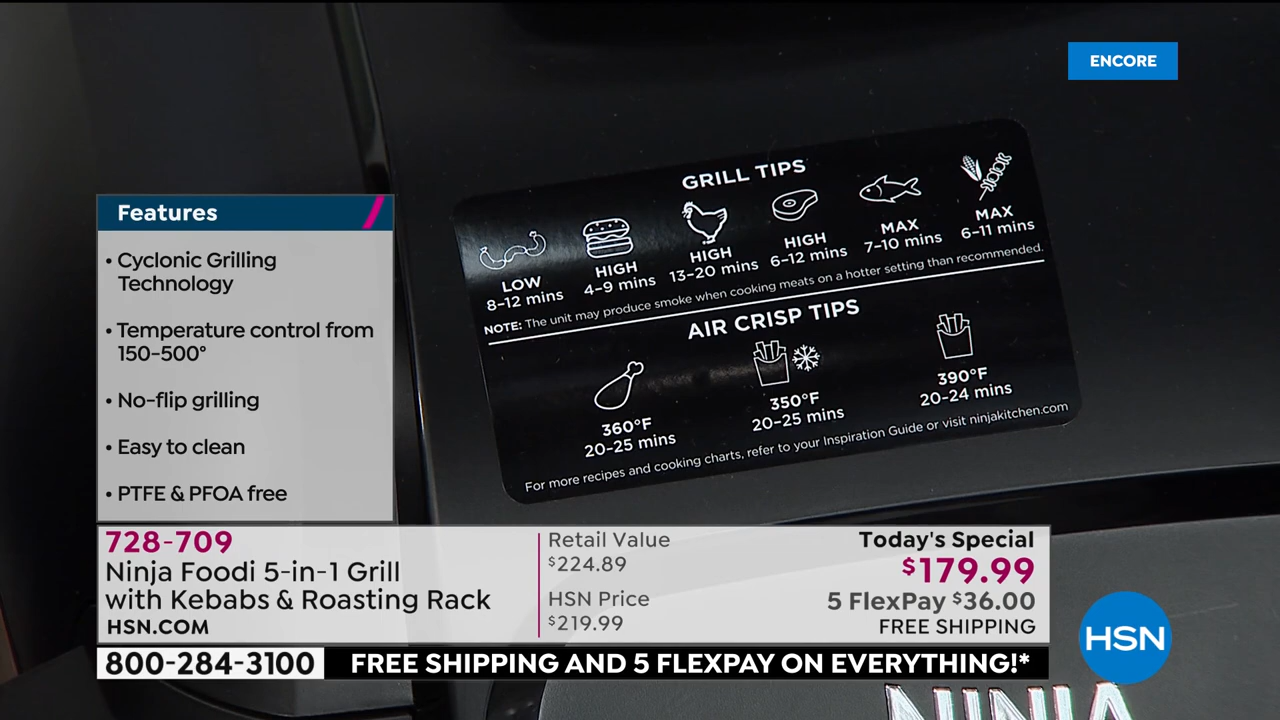 ENCORE
GRILL TIPS
LOW
8–12 mins
HIGH
4–9 mins
HIGH
13–20 mins
HIGH
6–12 mins
MAX
7–10 mins
MAX
6–11 mins
NOTE: The unit may produce smoke when cooking meats on a hotter setting than recommended.
AIR CRISP TIPS
360°F
20–25 mins
350°F
20–25 mins
390°F
20–24 mins
For more recipes and cooking charts, refer to your Inspiration Guide or visit ninjakitchen.com
Features
• Cyclonic Grilling
Technology
• Temperature control from
150-500°
• No-flip grilling
• Easy to clean
• PTFE & PFOA free
728-709
Ninja Foodi 5-in-1 Grill
with Kebabs & Roasting Rack
HSN.COM
Retail Value
$224.89
HSN Price
$219.99
Today's Special
$179.99
5 FlexPay $36.00
FREE SHIPPING
HSN
800-284-3100
FREE SHIPPING AND 5 FLEXPAY ON EVERYTHING!*
NINJA